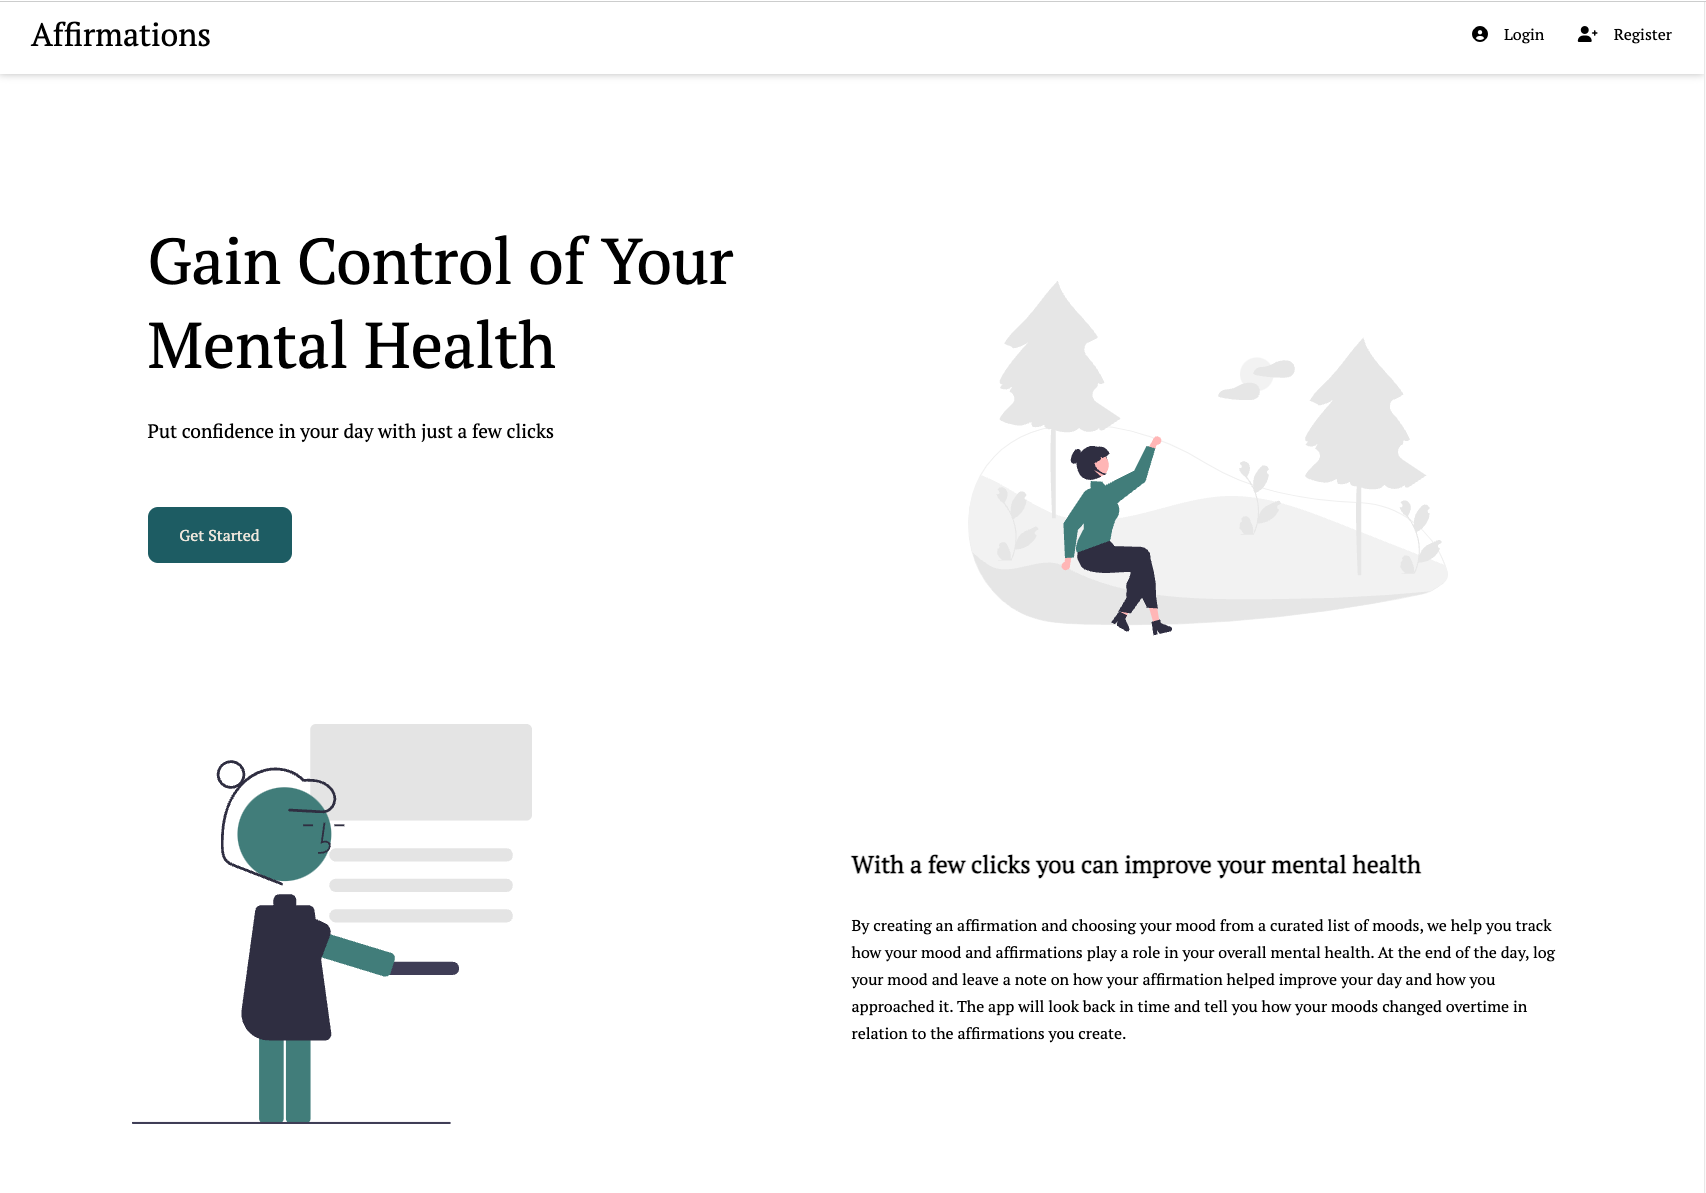 Affirmations
Login
Register
Gain Control of Your
Mental Health
Put confidence in your day with just a few clicks
Get Started
With a few clicks you can improve your mental health
By creating an affirmation and choosing your mood from a curated list of moods, we help you track
how your mood and affirmations play a role in your overall mental health. At the end of the day, log
your mood and leave a note on how your affirmation helped improve your day and how you
approached it. The app will look back in time and tell you how your moods changed overtime in
relation to the affirmations you create.